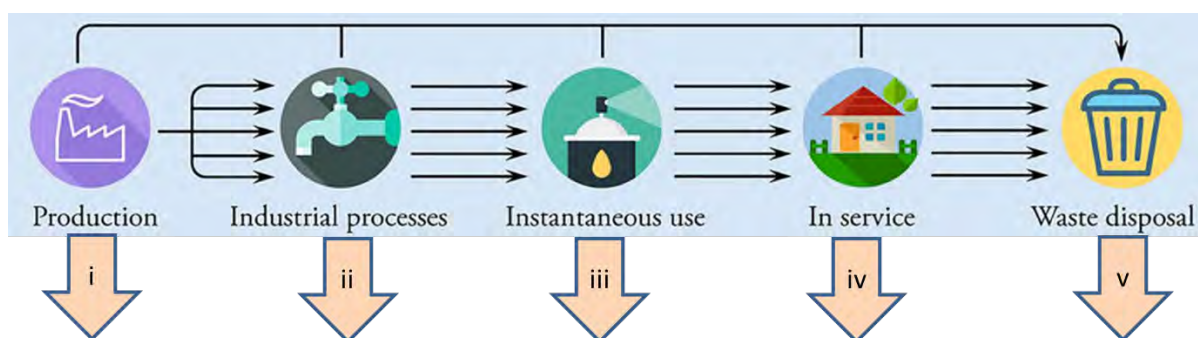 Production Industrial processes Instantaneous use In service Waste disposal
i ii iii iv v